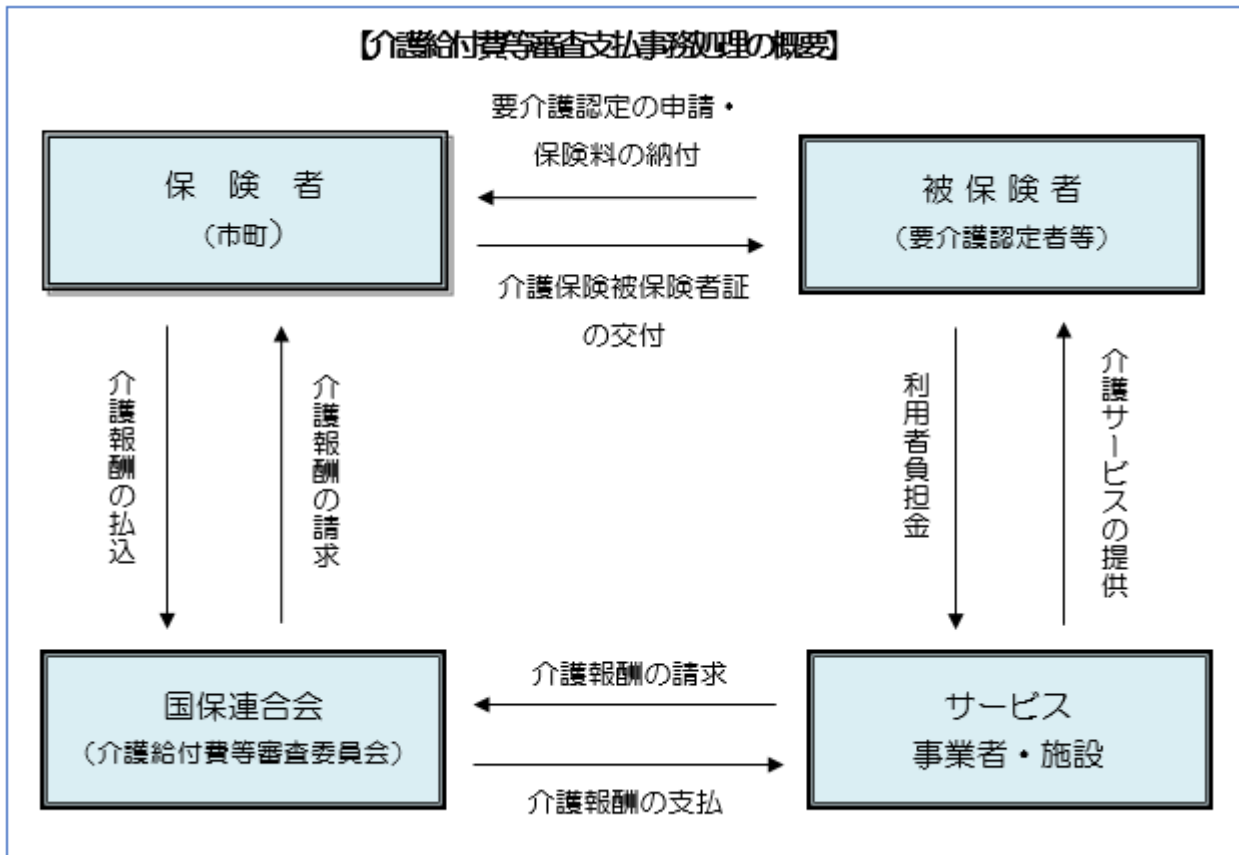 【介護給付費等審査支払事務処理の概要】
要介護認定の申請・
保険料の納付
保 険 者
（市町）
被 保 険 者
（要介護認定者等）
介護保険被保険者証
の交付
介護報酬の払込
介護報酬の請求
利用者負担金
介護サービスの提供
国保連合会
（介護給付費等審査委員会）
介護報酬の請求
介護報酬の支払
サービス
事業者・施設